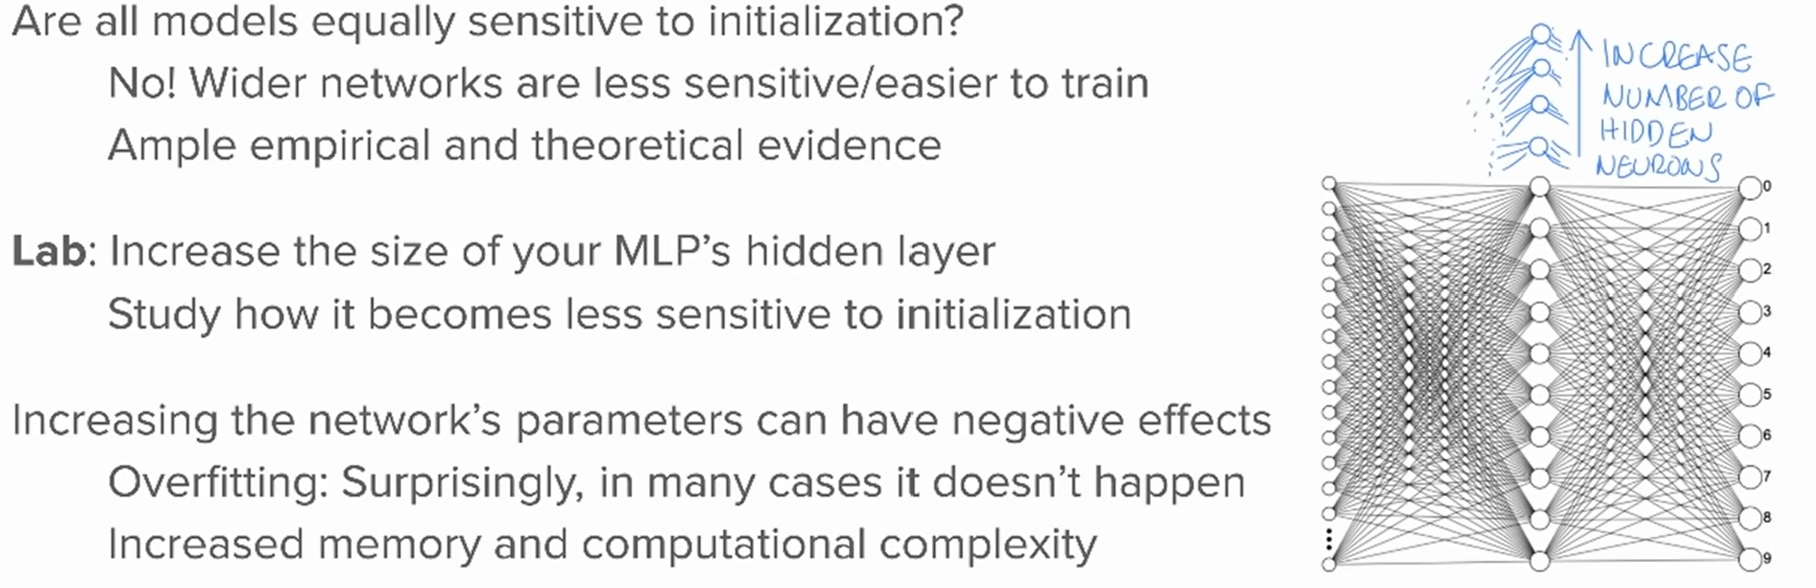 Are all models equally sensitive to initialization?
No! Wider networks are less sensitive/easier to train
Ample empirical and theoretical evidence
Lab: Increase the size of your MLP's hidden layer
Study how it becomes less sensitive to initialization
Increasing the network's parameters can have negative effects
Overfitting: Surprisingly, in many cases it doesn't happen
Increased memory and computational complexity
INCREASE
NUMBER OF
HIDDEN
NEURONS
0
1
2
3
4
5
6
7
8
9